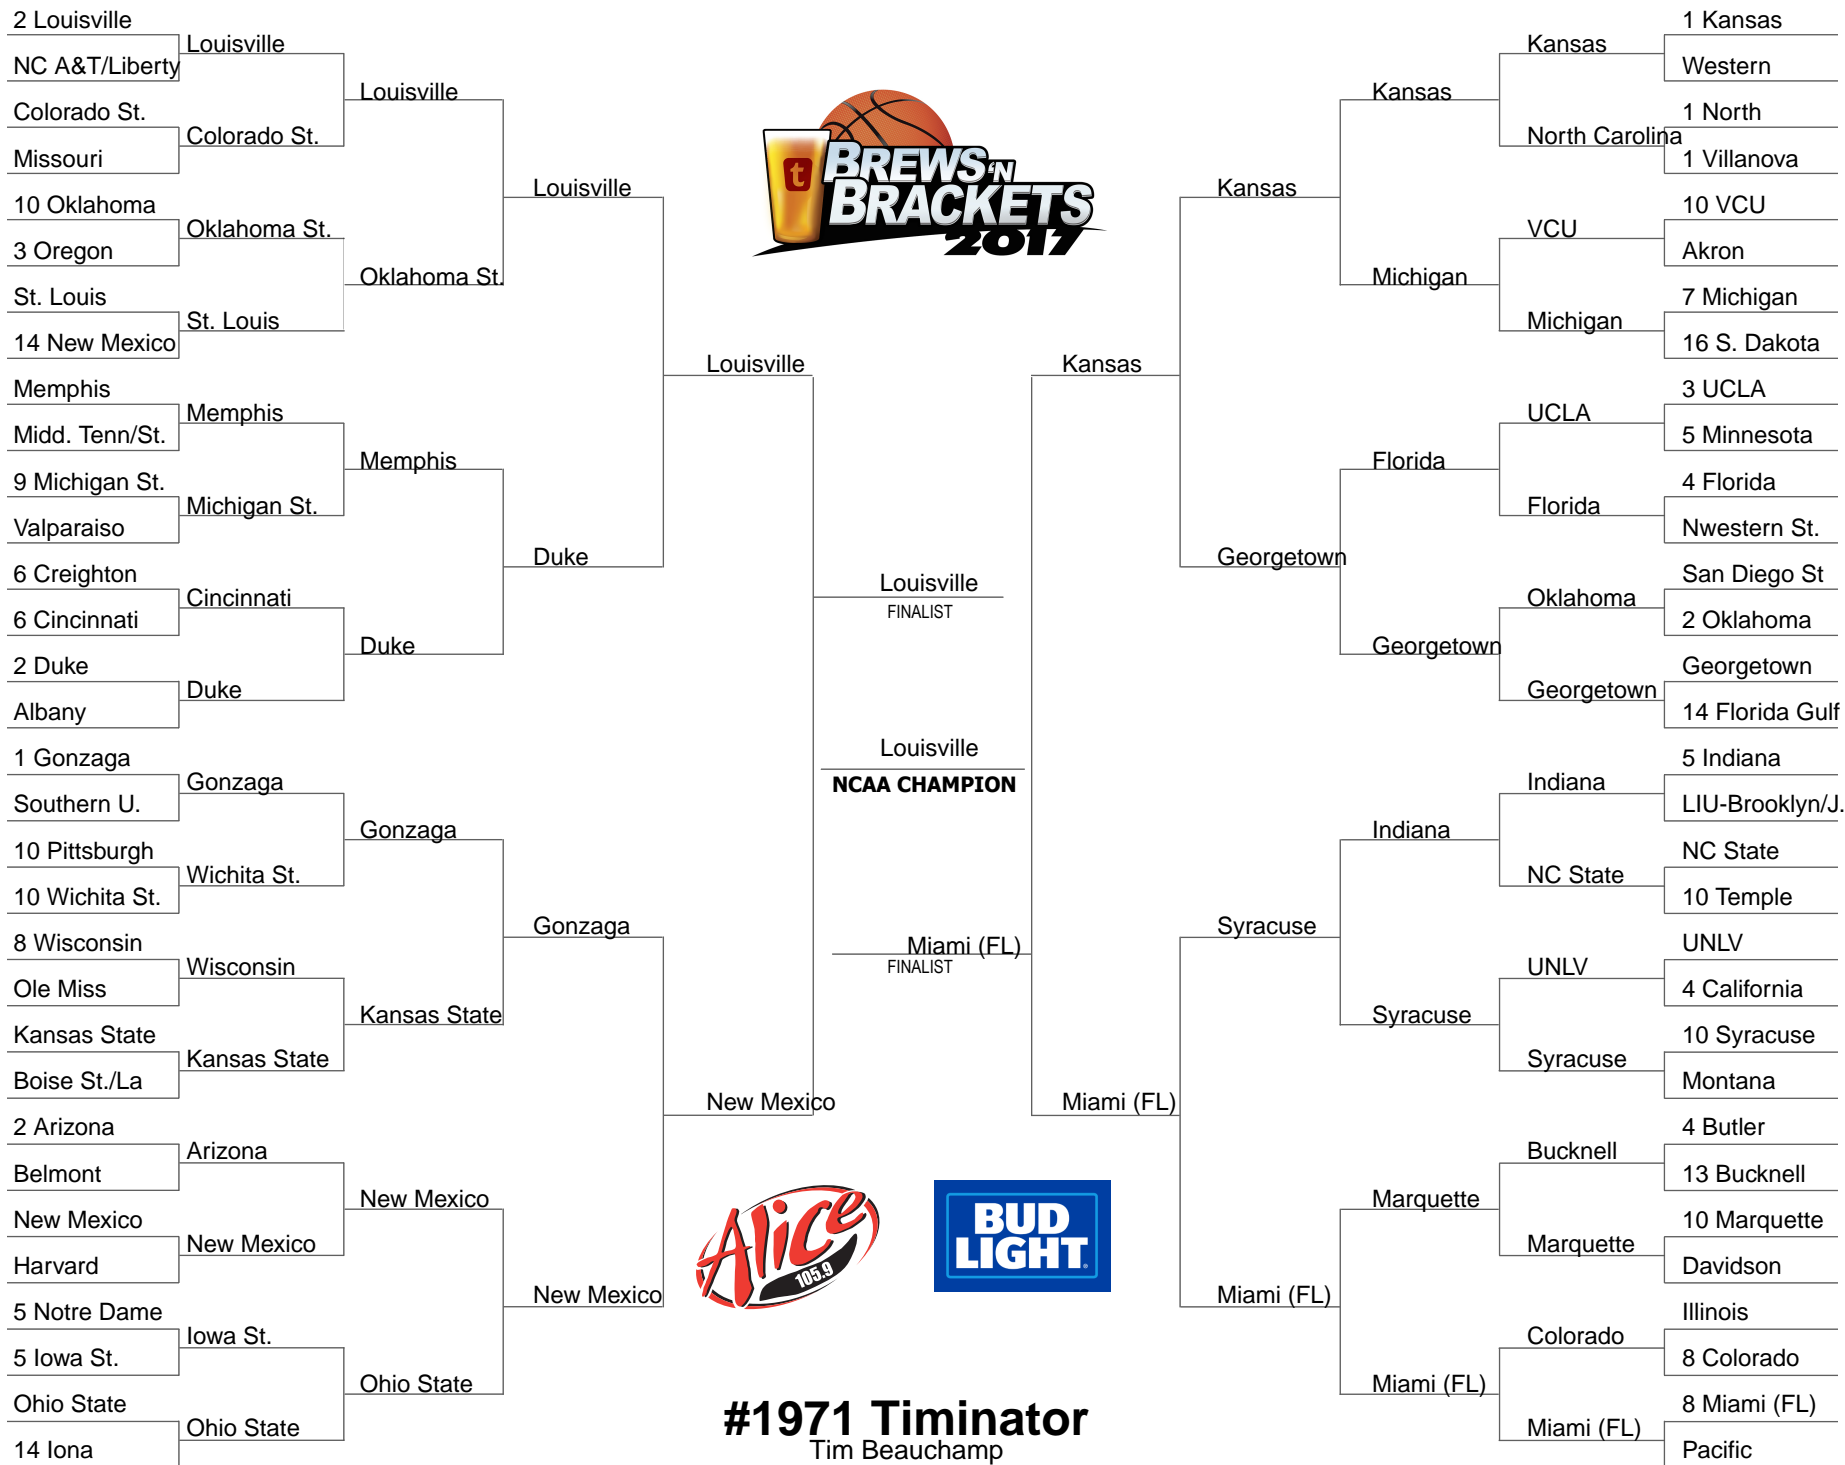 2 Louisville
NC A&T/Liberty
Colorado St.
Missouri
10 Oklahoma
3 Oregon
St. Louis
14 New Mexico
Memphis
Midd. Tenn/St.
9 Michigan St.
Valparaiso
6 Creighton
6 Cincinnati
2 Duke
Albany
1 Gonzaga
Southern U.
10 Pittsburgh
10 Wichita St.
8 Wisconsin
Ole Miss
Kansas State
Boise St./La
2 Arizona
Belmont
New Mexico
Harvard
5 Notre Dame
5 Iowa St.
Ohio State
14 Iona
Louisville
Colorado St.
Oklahoma St.
St. Louis
Memphis
Michigan St.
Cincinnati
Duke
Gonzaga
Wichita St.
Wisconsin
Kansas State
Arizona
New Mexico
Iowa St.
Ohio State
Louisville
Oklahoma St.
Memphis
Duke
Gonzaga
Kansas State
New Mexico
Ohio State
Louisville
Duke
Gonzaga
New Mexico
Louisville
New Mexico
t
BREWS 'N
BRACKETS
2017
Louisville
FINALIST
Louisville
NCAA CHAMPION
Miami (FL)
FINALIST
Alice
105.9
BUD
LIGHT
#1971 Timinator
Tim Beauchamp
Kansas
Miami (FL)
Kansas
Georgetown
Syracuse
Miami (FL)
Kansas
Michigan
Florida
Georgetown
Indiana
Syracuse
Marquette
Miami (FL)
Kansas
North Carolina
VCU
Michigan
UCLA
Florida
Oklahoma
Georgetown
Indiana
NC State
UNLV
Syracuse
Bucknell
Marquette
Colorado
Miami (FL)
1 Kansas
Western
1 North
1 Villanova
10 VCU
Akron
7 Michigan
16 S. Dakota
3 UCLA
5 Minnesota
4 Florida
Nwestern St.
San Diego St
2 Oklahoma
Georgetown
14 Florida Gulf
5 Indiana
LIU-Brooklyn/J.
NC State
10 Temple
UNLV
4 California
10 Syracuse
Montana
4 Butler
13 Bucknell
10 Marquette
Davidson
Illinois
8 Colorado
8 Miami (FL)
Pacific